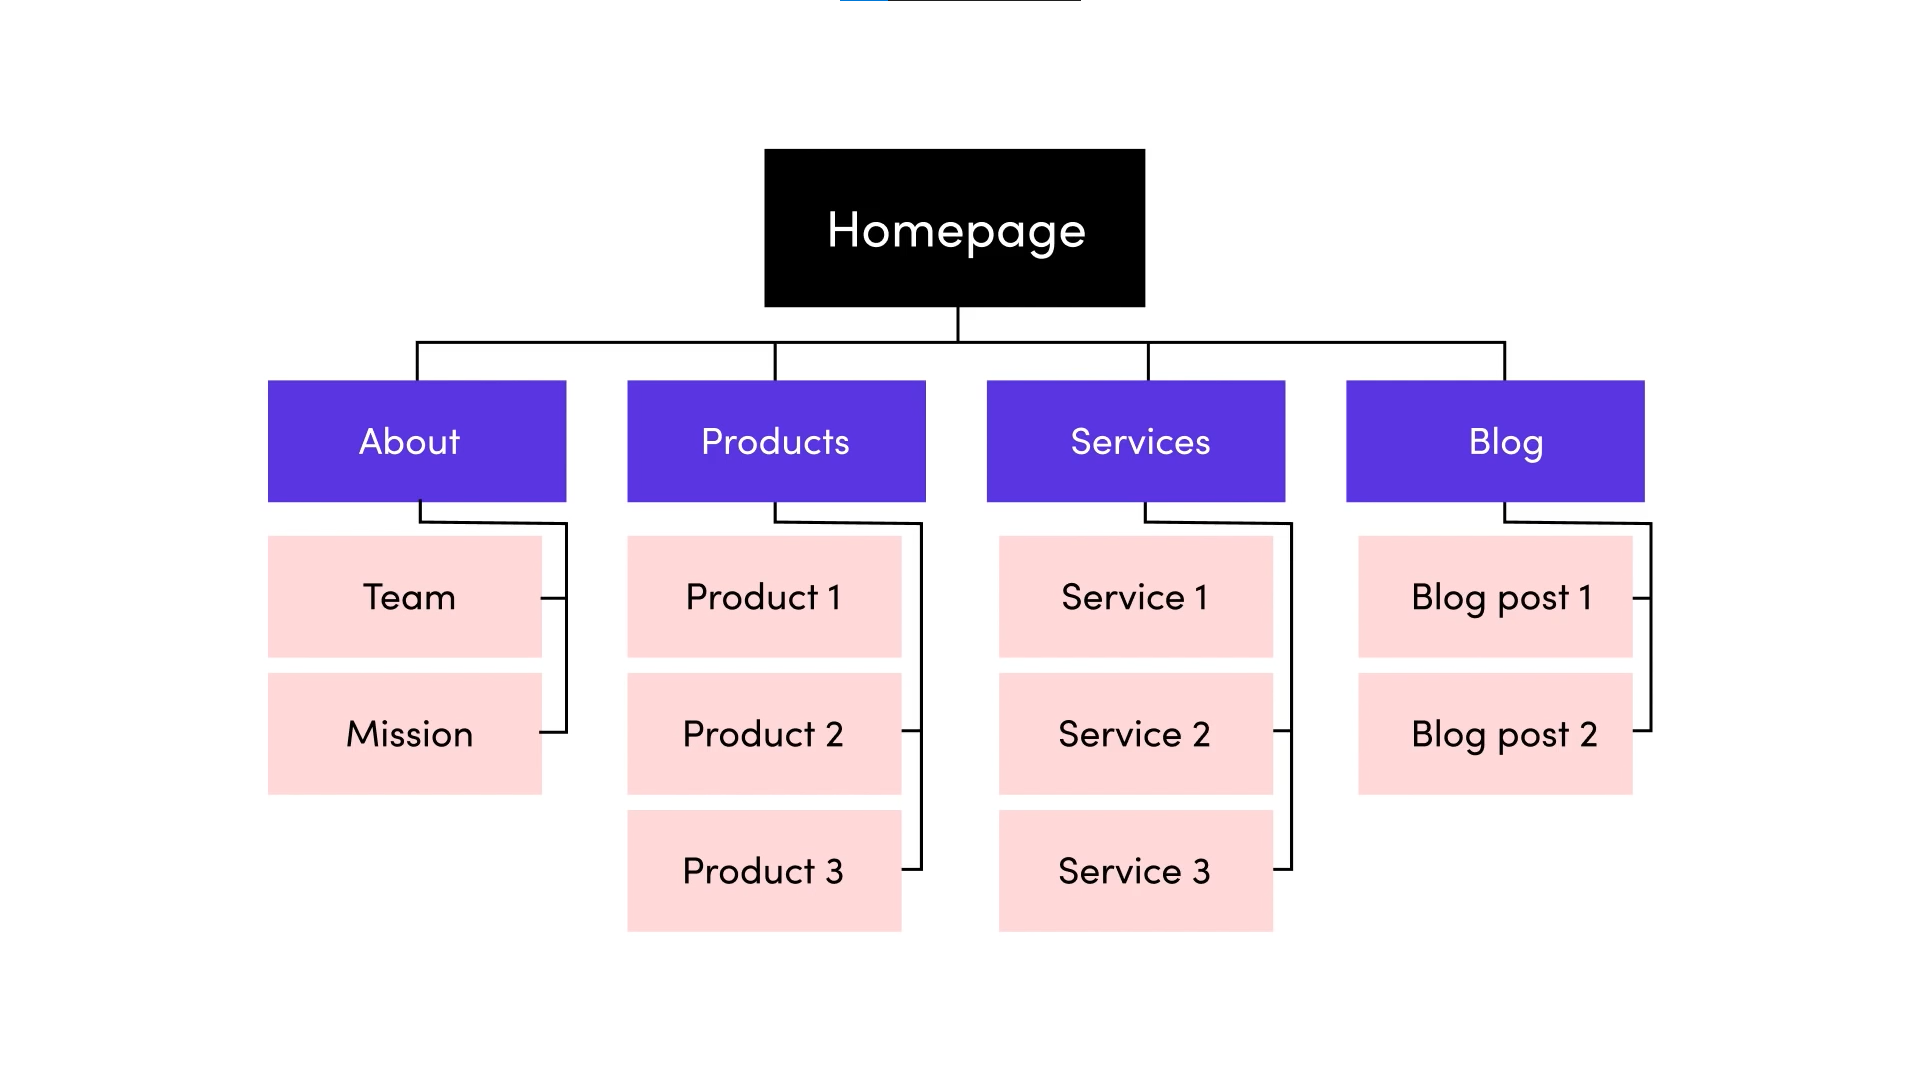 Homepage
About
Products
Services
Blog
Team
Product 1
Service 1
Blog post 1
Mission
Product 2
Service 2
Blog post 2
Product 3
Service 3